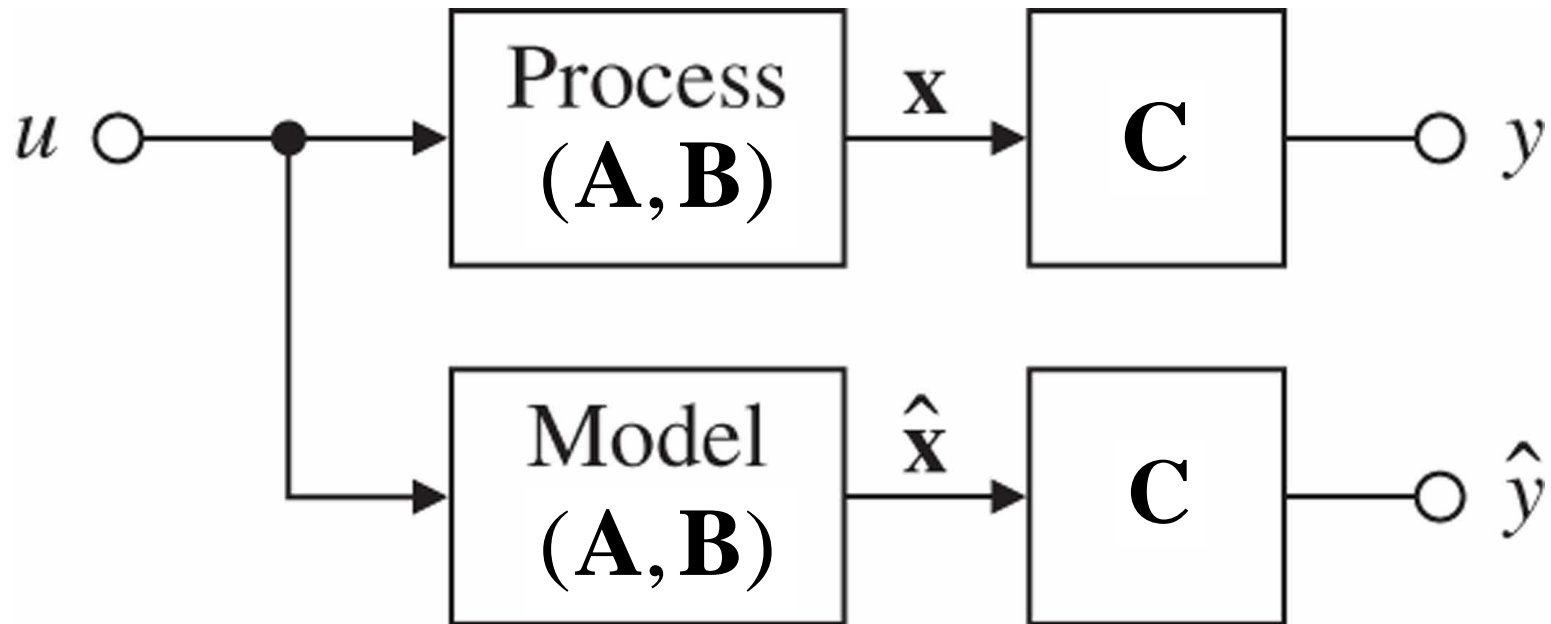 u
Process
(A, B)
x
C
y
Model
(A, B)
x̂
C
ŷ